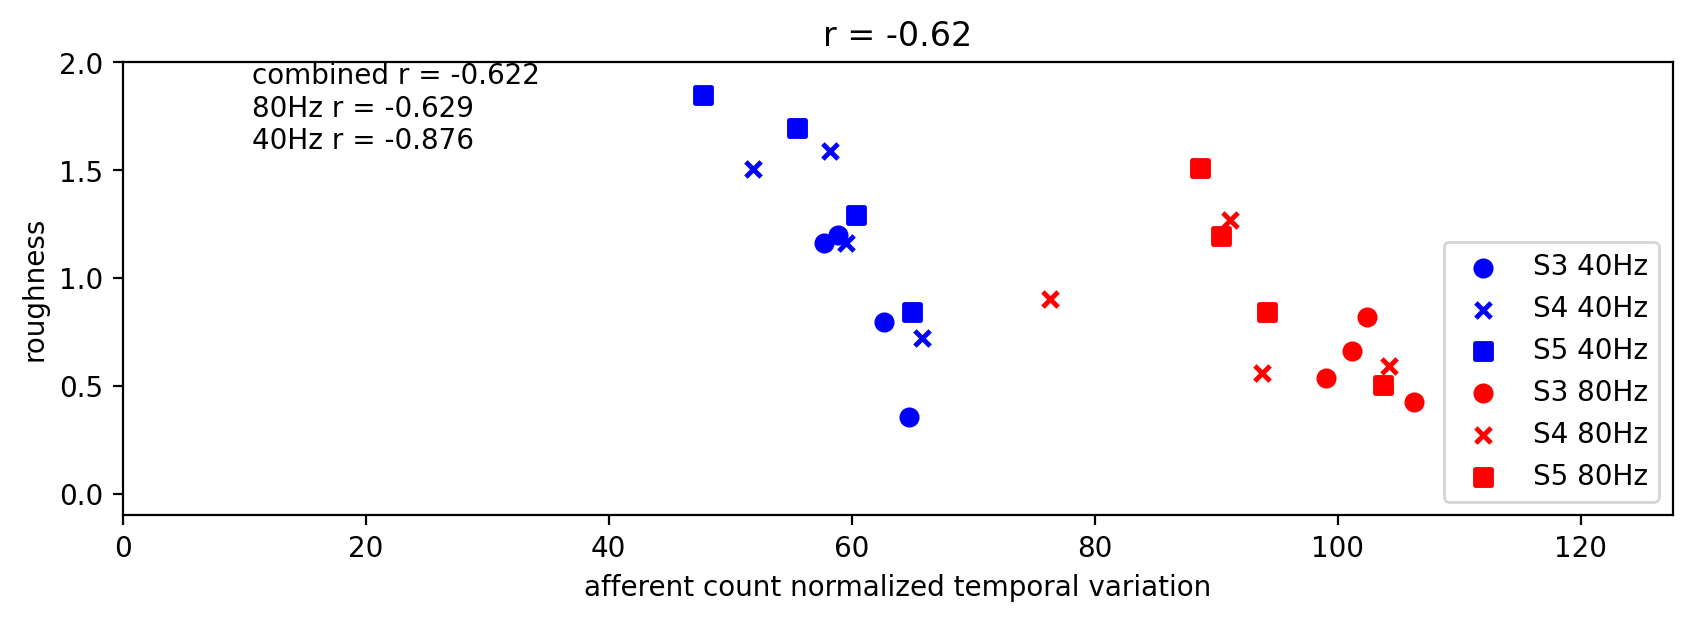 r = -0.62
combined r = -0.622
80Hz r = -0.629
40Hz r = -0.876
2.0
1.5
1.0
0.5
0.0
roughness
S3 40Hz
S4 40Hz
S5 40Hz
S3 80Hz
S4 80Hz
S5 80Hz
0 20 40 60 80 100 120
afferent count normalized temporal variation